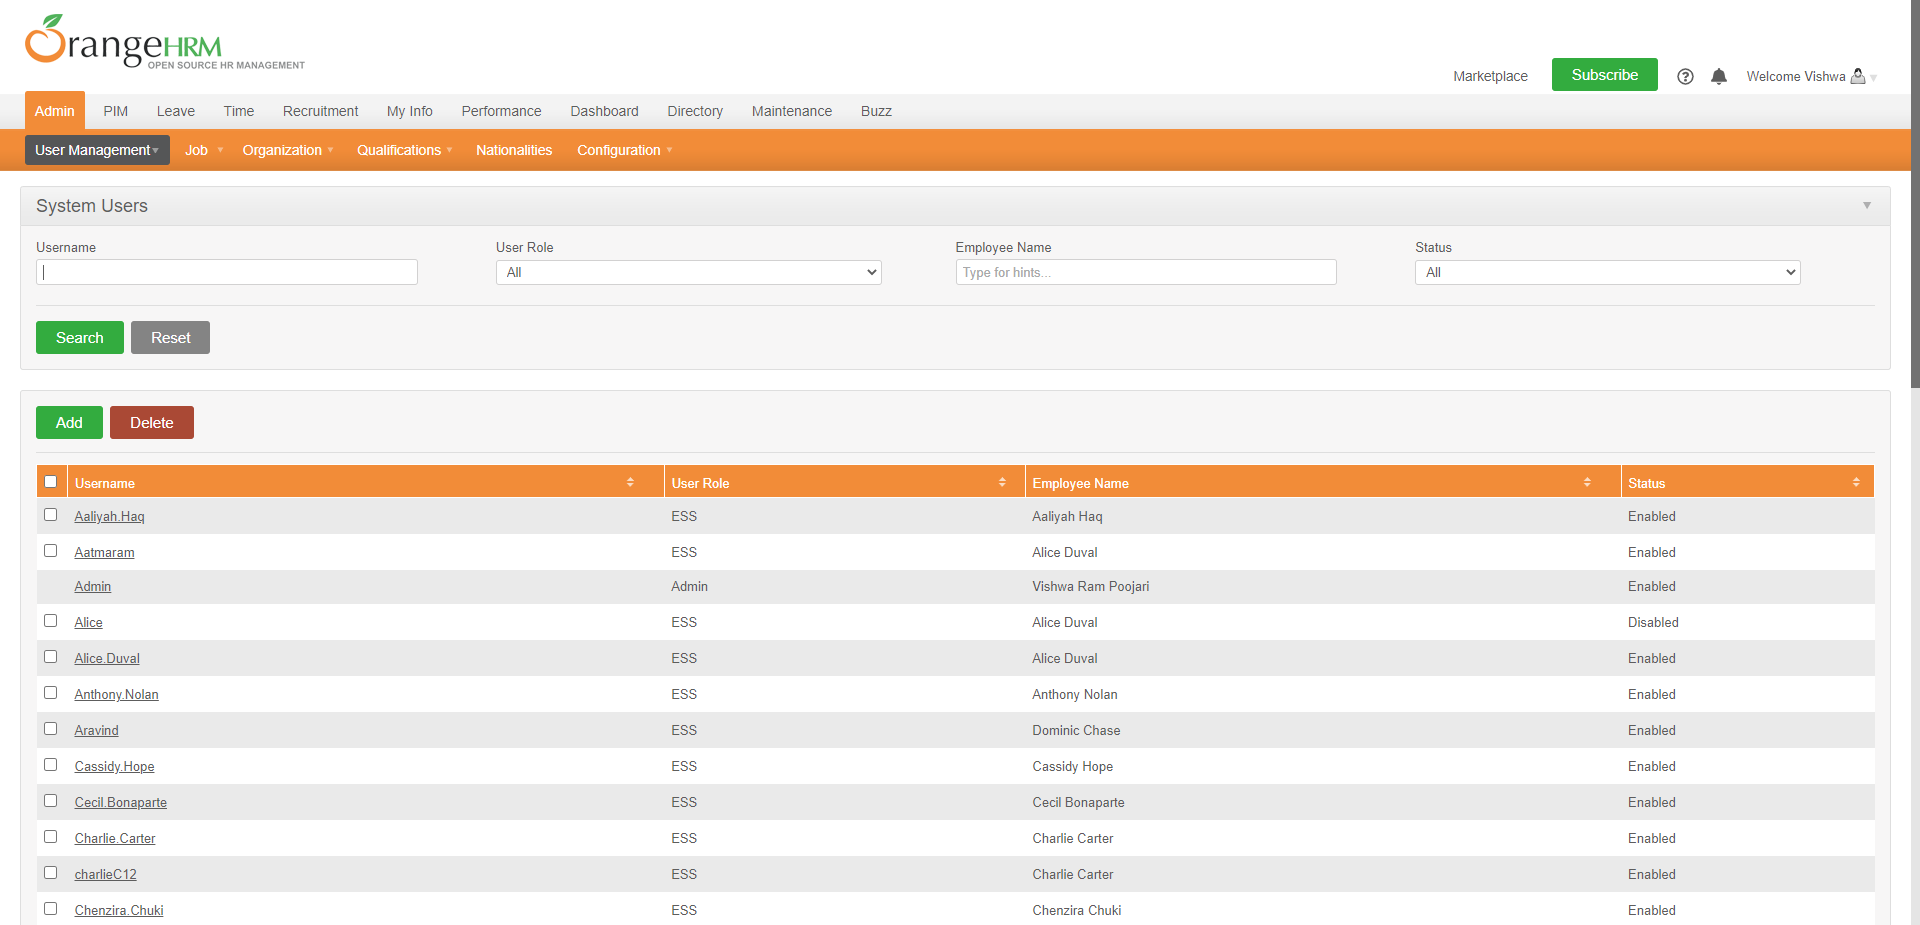 OrangeHRM
OPEN SOURCE HR MANAGEMENT
Marketplace
Subscribe
Welcome Vishwa
Admin PIM Leave Time Recruitment My Info Performance Dashboard Directory Maintenance Buzz
User Management Job Organization Qualifications Nationalities Configuration
System Users
Username User Role Employee Name Status
All Type for hints... All
Search Reset
Add Delete
Username User Role Employee Name Status
Aaliyah.Haq ESS Aaliyah Haq Enabled
Aatmaram ESS Alice Duval Enabled
Admin Admin Vishwa Ram Poojari Enabled
Alice ESS Alice Duval Disabled
Alice.Duval ESS Alice Duval Enabled
Anthony.Nolan ESS Anthony Nolan Enabled
Aravind ESS Dominic Chase Enabled
Cassidy.Hope ESS Cassidy Hope Enabled
Cecil.Bonaparte ESS Cecil Bonaparte Enabled
Charlie.Carter ESS Charlie Carter Enabled
charlieC12 ESS Charlie Carter Enabled
Chenzira.Chuki ESS Chenzira Chuki Enabled